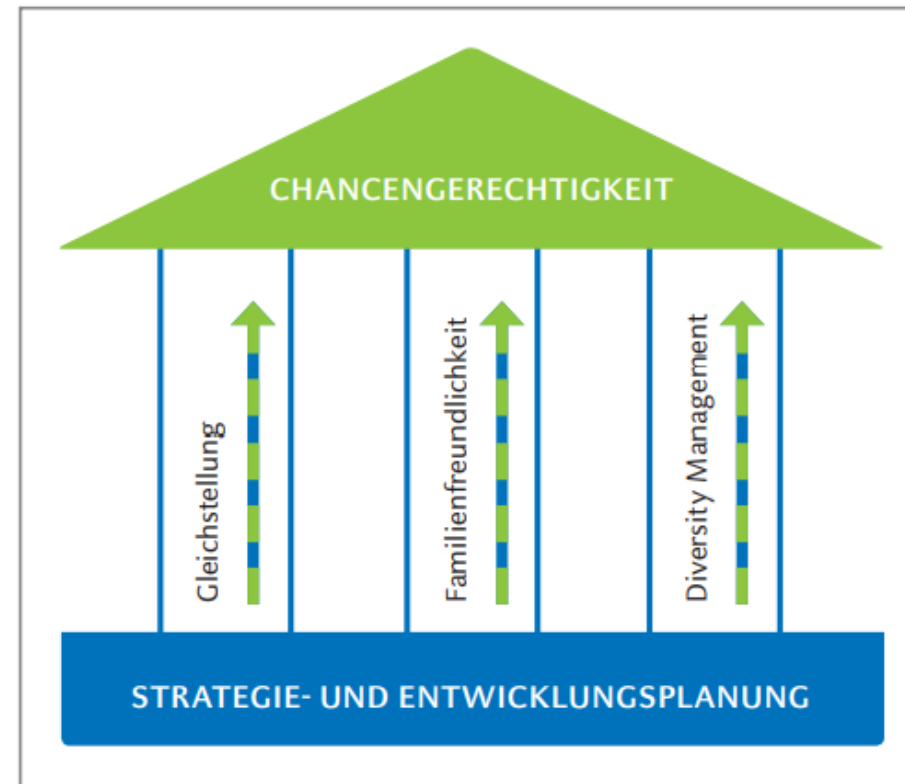 CHANCENGERECHTIGKEIT
Gleichstellung
Familienfreundlichkeit
Diversity Management
STRATEGIE- UND ENTWICKLUNGSPLANUNG